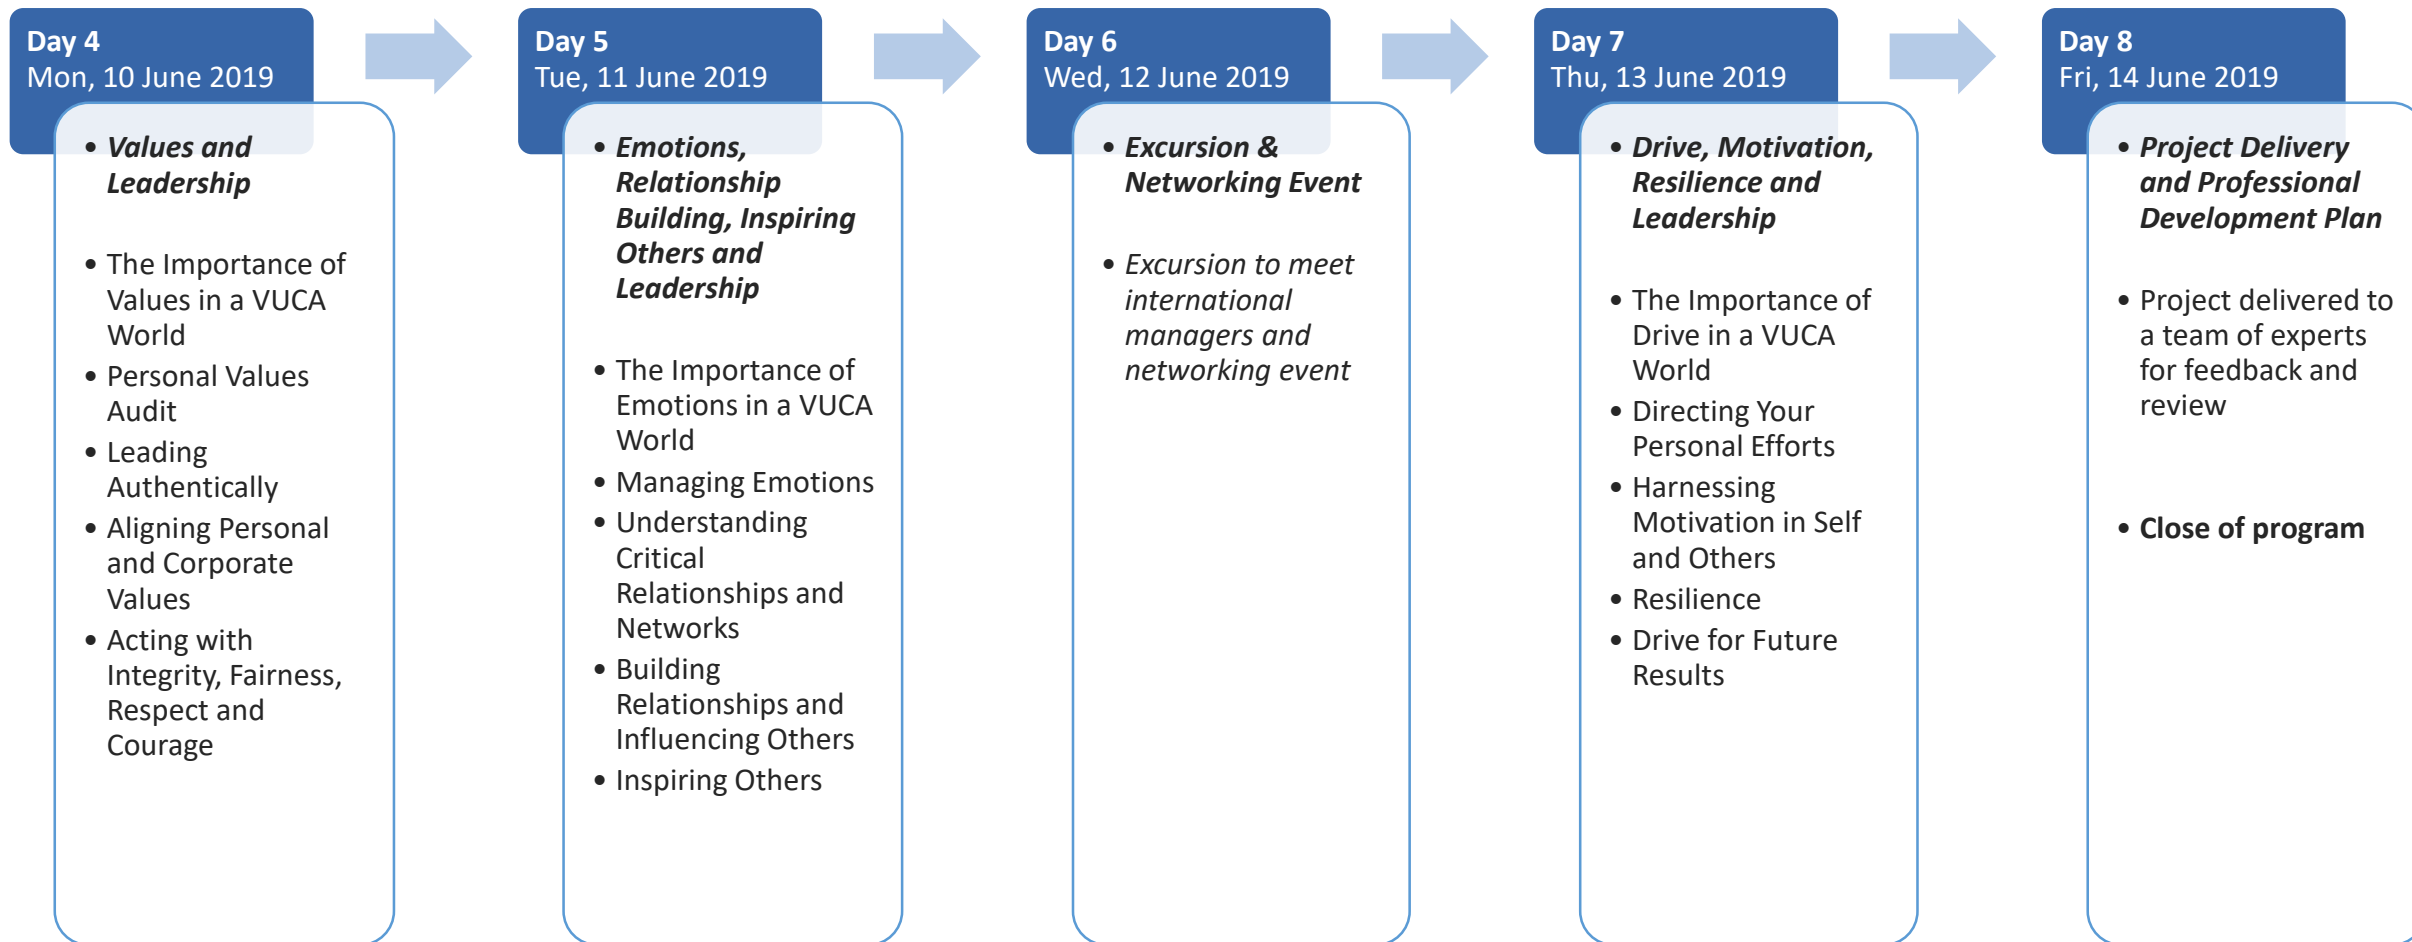 Day 4
Mon, 10 June 2019
• Values and
Leadership
• The Importance of
Values in a VUCA
World
• Personal Values
Audit
• Leading
Authentically
• Aligning Personal
and Corporate
Values
• Acting with
Integrity, Fairness,
Respect and
Courage
Day 5
Tue, 11 June 2019
• Emotions,
Relationship
Building, Inspiring
Others and
Leadership
• The Importance of
Emotions in a VUCA
World
• Managing Emotions
• Understanding
Critical
Relationships and
Networks
• Building
Relationships and
Influencing Others
• Inspiring Others
Day 6
Wed, 12 June 2019
• Excursion &
Networking Event
• Excursion to meet
international
managers and
networking event
Day 7
Thu, 13 June 2019
• Drive, Motivation,
Resilience and
Leadership
• The Importance of
Drive in a VUCA
World
• Directing Your
Personal Efforts
• Harnessing
Motivation in Self
and Others
• Resilience
• Drive for Future
Results
Day 8
Fri, 14 June 2019
• Project Delivery
and Professional
Development Plan
• Project delivered to
a team of experts
for feedback and
review
• Close of program